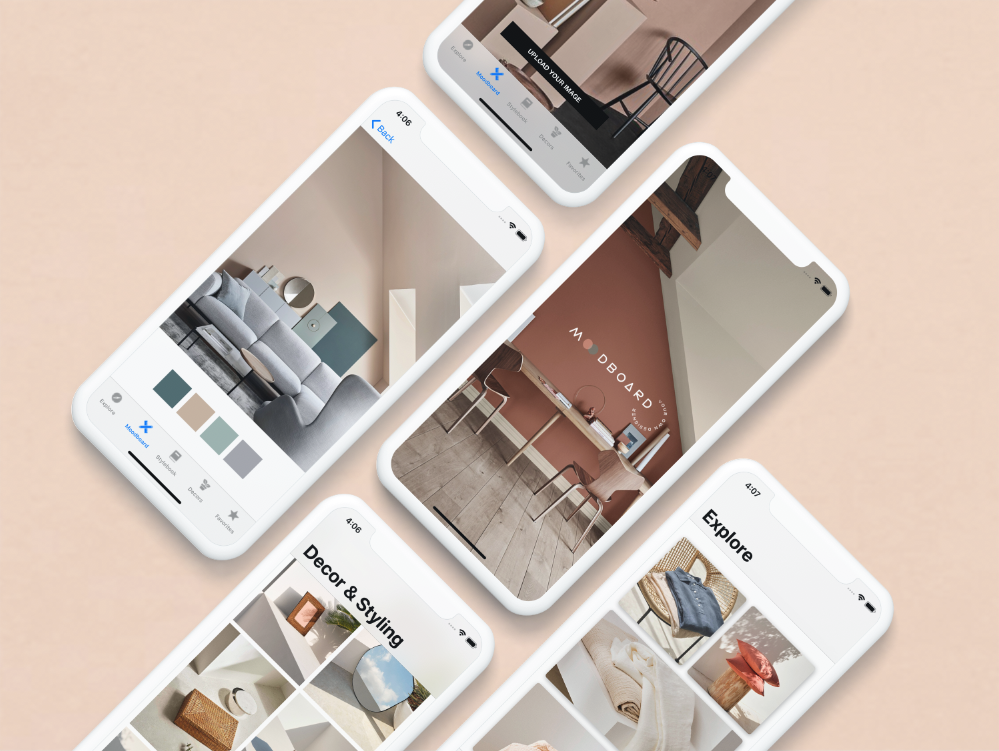 Explore
Moodboard
Stylebook
Decors
Favorites
UPLOAD YOUR IMAGE
4:06
Back
Explore
Moodboard
Stylebook
Decors
Favorites
MOODBOARD
YOUR OWN
4:06
Decor & Styling
4:07
Explore